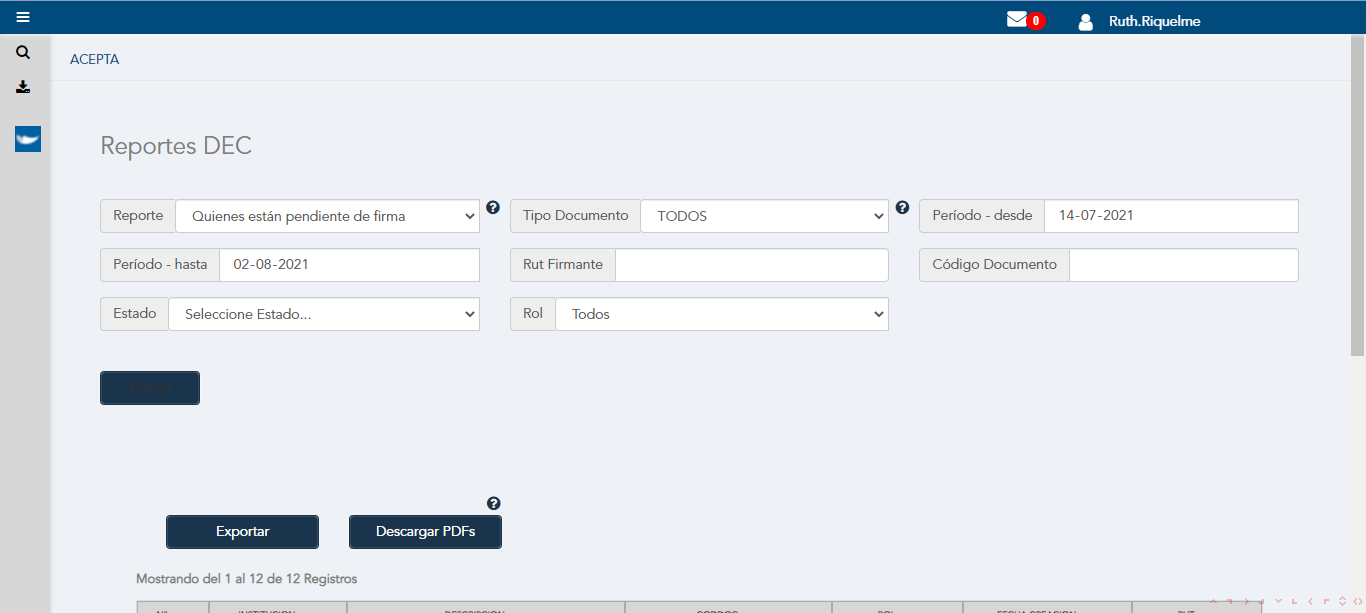 0 Ruth.Riquelme
ACEPTA
Reportes DEC
Reporte Quienes están pendiente de firma Tipo Documento TODOS Período - desde 14-07-2021
Período - hasta 02-08-2021 Rut Firmante Código Documento
Estado Seleccione Estado... Rol Todos
Exportar Descargar PDFs
Mostrando del 1 al 12 de 12 Registros